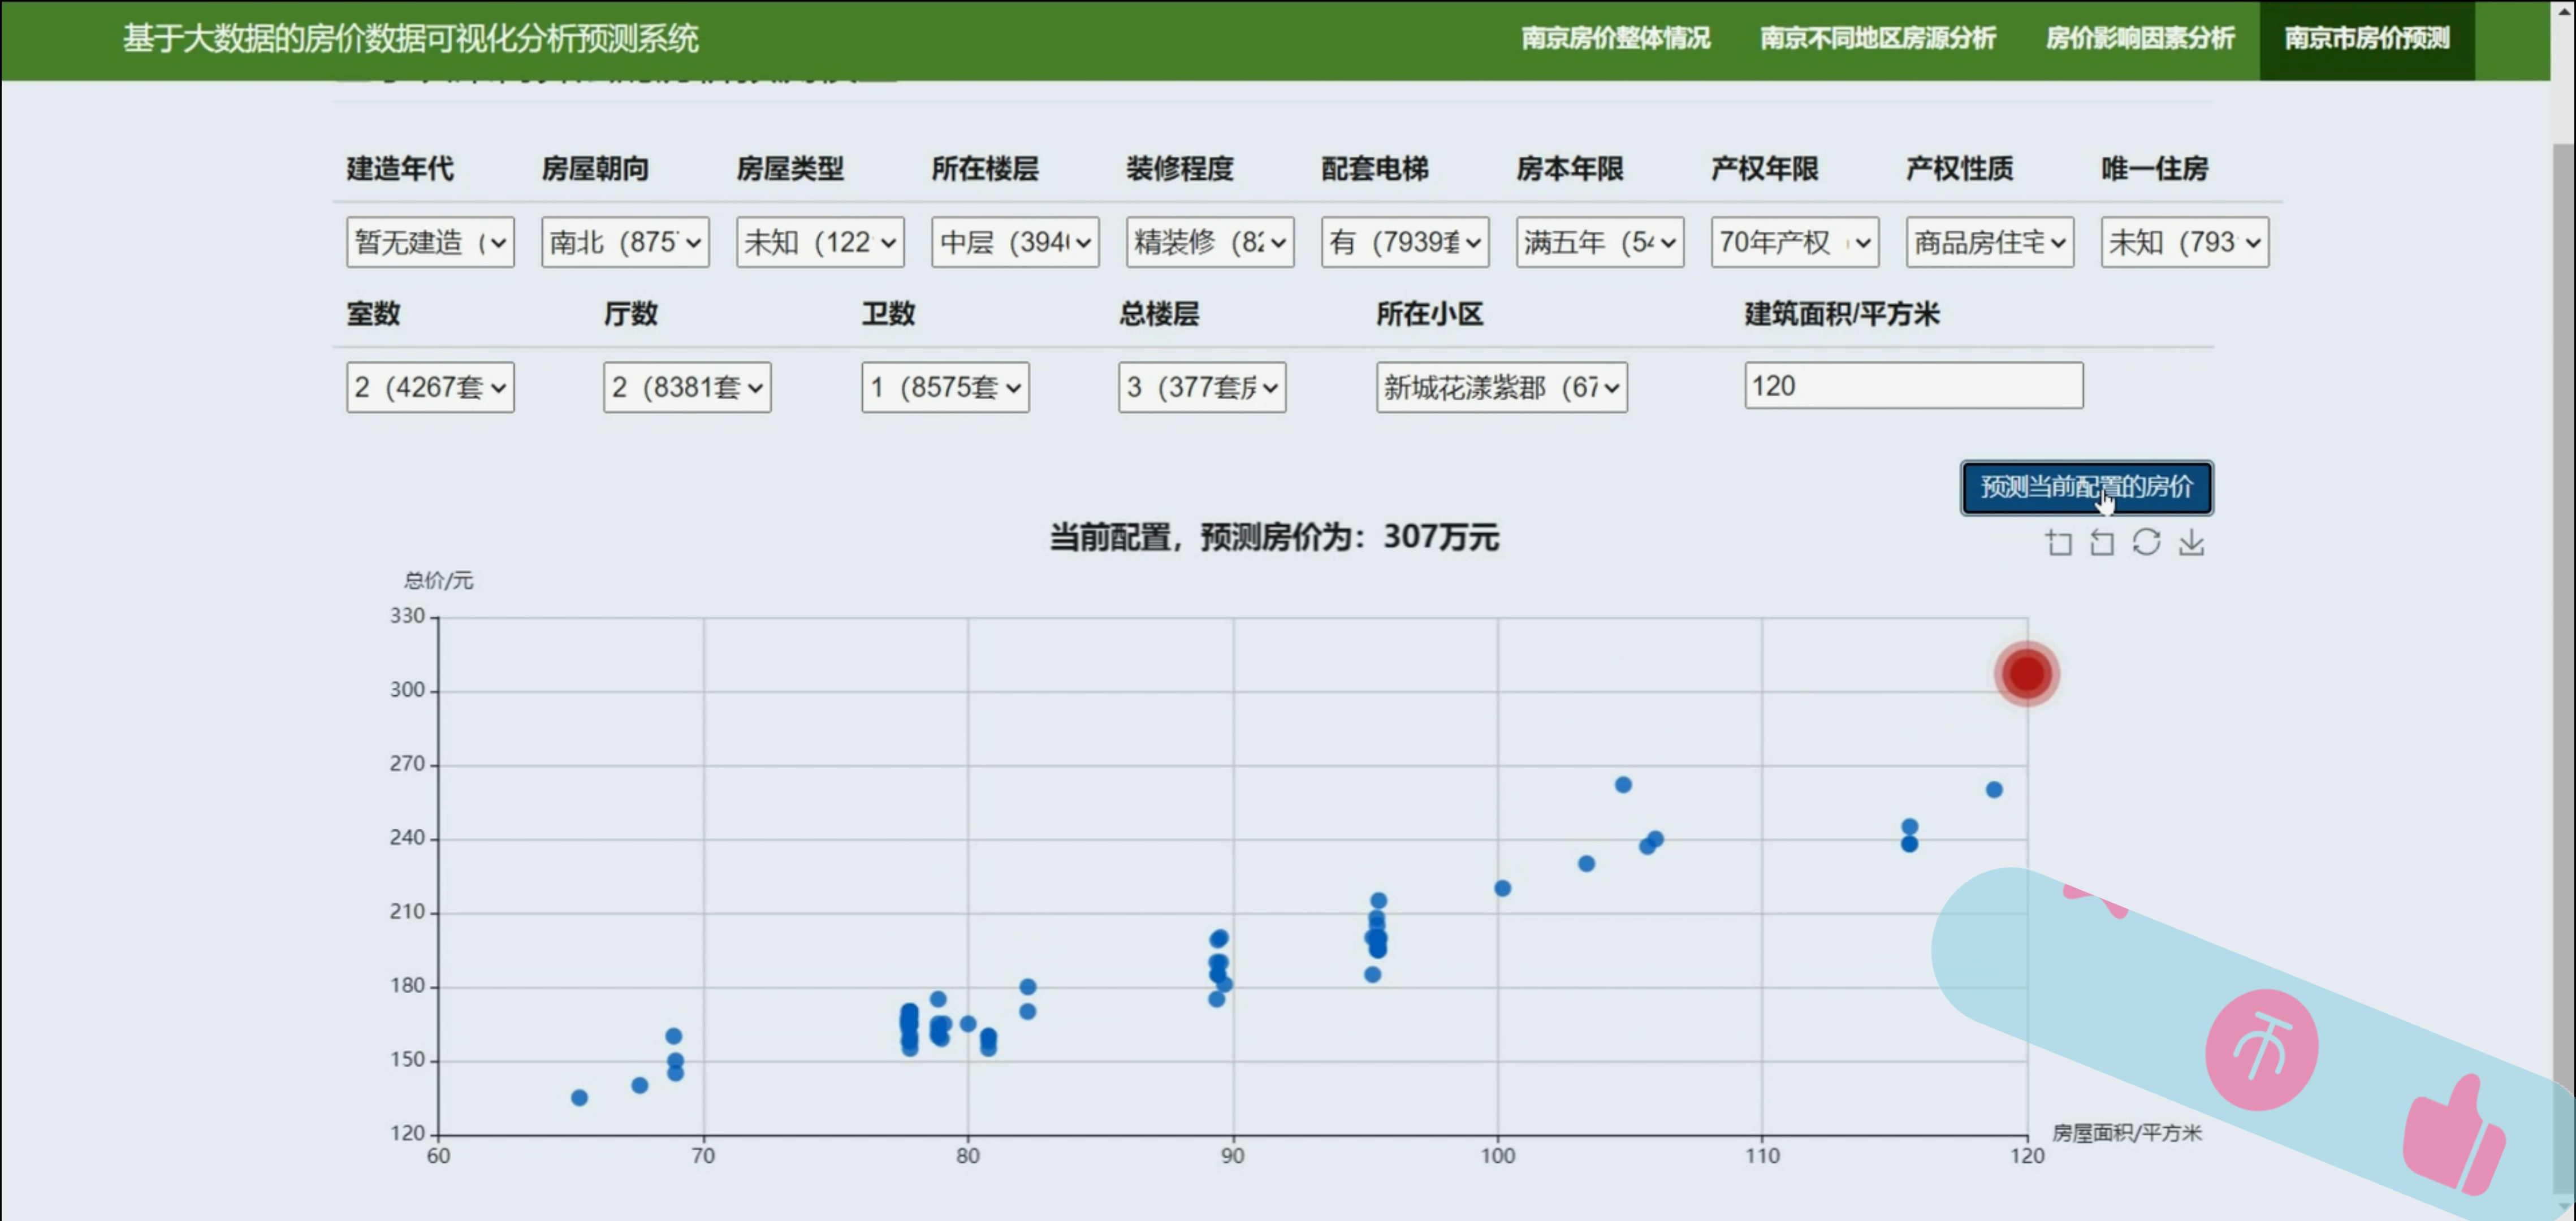 基于大数据的房价数据可视化分析预测系统 南京房价整体情况 南京不同地区房源分析 房价影响因素分析 南京市房价预测
建造年代 房屋朝向 房屋类型 所在楼层 装修程度 配套电梯 房本年限 产权年限 产权性质 唯一住房
暂无建造 ( 南北 (875 未知 (122 中层 (394 精装修 (82 有 (7939套 满五年 (54 70年产权 商品房住宅 未知 (793
室数 厅数 卫数 总楼层 所在小区 建筑面积/平方米
2 (4267套 2 (8381套 1 (8575套 3 (377套房 新城花漾紫郡 (67 120
预测当前配置的房价
当前配置，预测房价为：307万元
总价/元
330
300
270
240
210
180
150
120
60 70 80 90 100 110 120
房屋面积/平方米